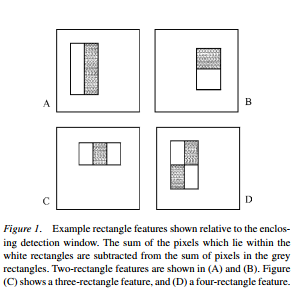 A
B
C
D
Figure 1. Example rectangle features shown relative to the enclos-
ing detection window. The sum of the pixels which lie within the
white rectangles are subtracted from the sum of pixels in the grey
rectangles. Two-rectangle features are shown in (A) and (B). Figure
(C) shows a three-rectangle feature, and (D) a four-rectangle feature.